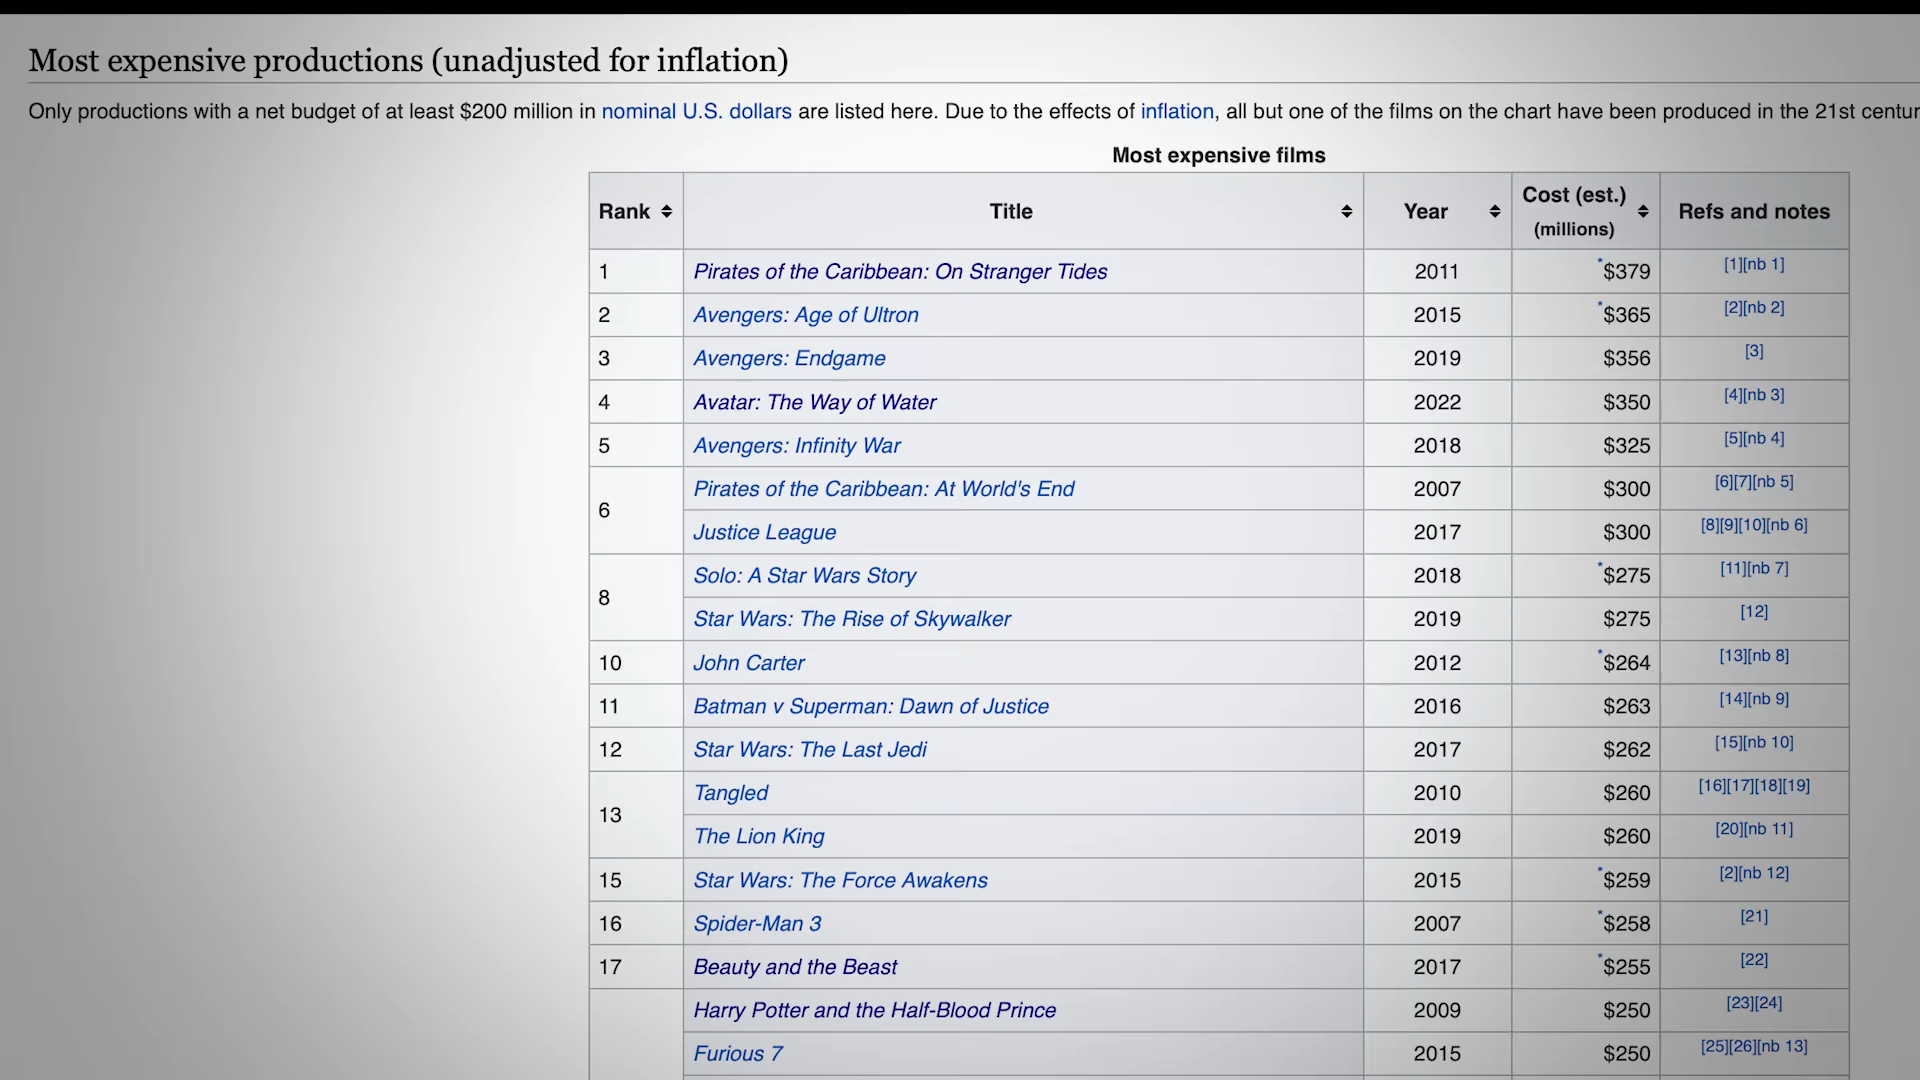 Most expensive productions (unadjusted for inflation)
Only productions with a net budget of at least $200 million in nominal U.S. dollars are listed here. Due to the effects of inflation, all but one of the films on the chart have been produced in the 21st
Most expensive films
Rank Title Year Cost (est.) (millions) Refs and notes
1 Pirates of the Caribbean: On Stranger Tides 2011 *$379 [1][nb 1]
2 Avengers: Age of Ultron 2015 *$365 [2][nb 2]
3 Avengers: Endgame 2019 $356 [3]
4 Avatar: The Way of Water 2022 $350 [4][nb 3]
5 Avengers: Infinity War 2018 $325 [5][nb 4]
6 Pirates of the Caribbean: At World's End 2007 $300 [6][7][nb 5]
Justice League 2017 $300 [8][9][10][nb 6]
8 Solo: A Star Wars Story 2018 *$275 [11][nb 7]
Star Wars: The Rise of Skywalker 2019 $275 [12]
10 John Carter 2012 *$264 [13][nb 8]
11 Batman v Superman: Dawn of Justice 2016 $263 [14][nb 9]
12 Star Wars: The Last Jedi 2017 $262 [15][nb 10]
13 Tangled 2010 $260 [16][17][18][19]
The Lion King 2019 $260 [20][nb 11]
15 Star Wars: The Force Awakens 2015 *$259 [2][nb 12]
16 Spider-Man 3 2007 *$258 [21]
17 Beauty and the Beast 2017 *$255 [22]
Harry Potter and the Half-Blood Prince 2009 $250 [23][24]
Furious 7 2015 $250 [25][26][nb 13]